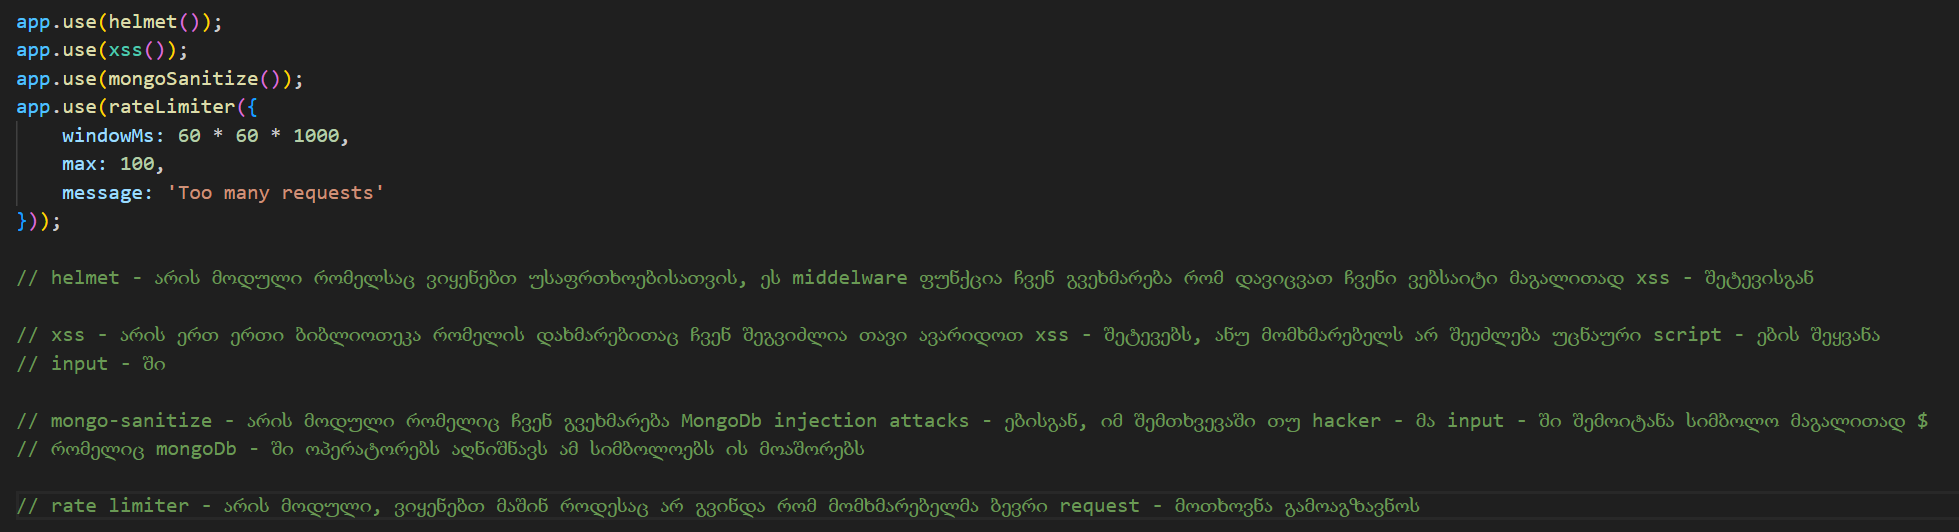 app.use(helmet());
app.use(xss());
app.use(mongoSanitize());
app.use(rateLimiter({
    windowMs: 60 * 60 * 1000,
    max: 100,
    message: 'Too many requests'
}));
// helmet - არის მოდული რომელსაც ვიყენებთ უსაფრთხოებისათვის, ეს middelware ფუნქცია ჩვენ გვეხმარება რომ დავიცვათ ჩვენი ვებსაიტი მაგალითად xss - შეტევისგან
// xss - არის ერთ ერთი ბიბლიოთეკა რომელის დახმარებითაც ჩვენ შეგვიძლია თავი ავარიდოთ xss - შეტევებს, ანუ მომხმარებელს არ შეეძლება უცნაური script - ების შეყვანა
// input - ში
// mongo-sanitize - არის მოდული რომელიც ჩვენ გვეხმარება MongoDb injection attacks - ებისგან, იმ შემთხვევაში თუ hacker - მა input - ში შემოიტანა სიმბოლო მაგალითად $
// რომელიც mongoDb - ში ოპერატორებს აღნიშნავს ამ სიმბოლოებს ის მოაშორებს
// rate limiter - არის მოდული, ვიყენებთ მაშინ როდესაც არ გვინდა რომ მომხმარებელმა ბევრი request - მოთხოვნა გამოაგზავნოს